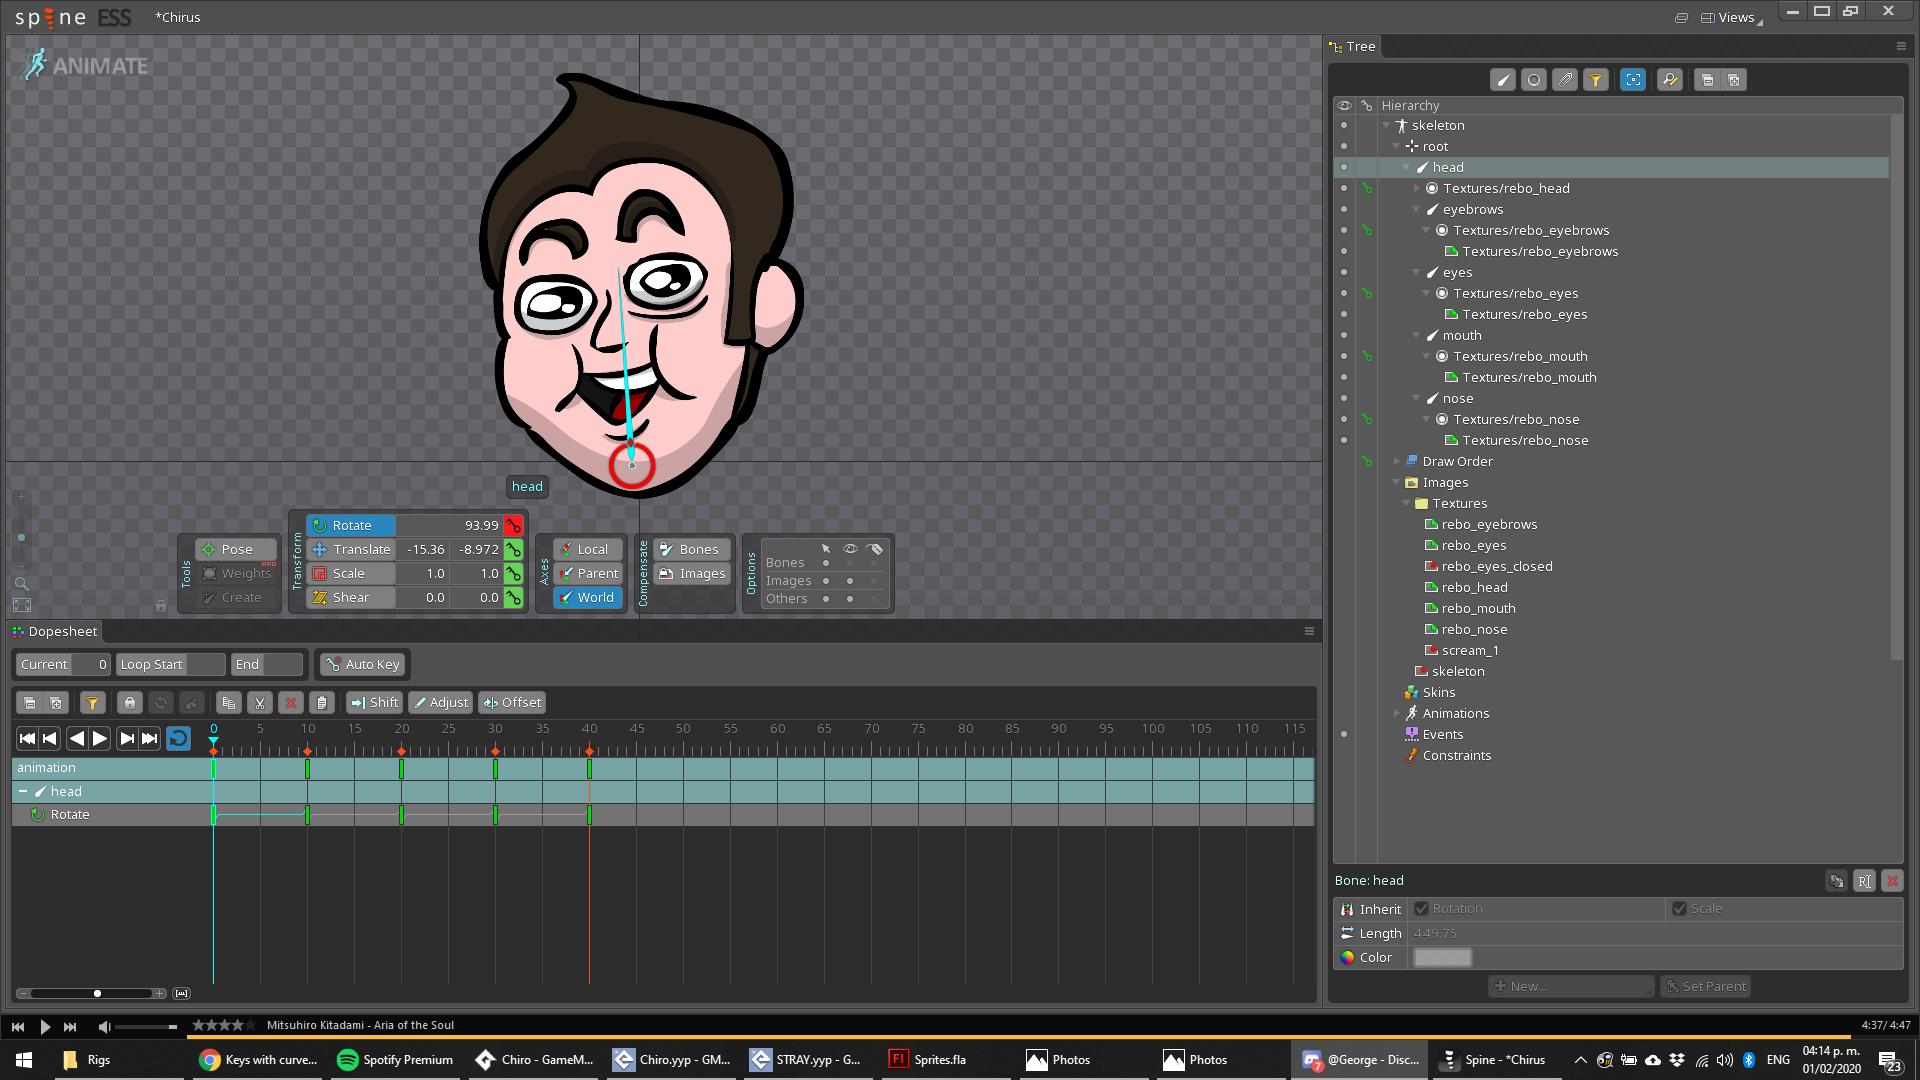 spine ESS
*Chirus
Views
ANIMATE
head
Tools
Pose
Weights PRO
Create
Transform
Rotate 93.99
Translate -15.36 -8.972
Scale 1.0 1.0
Shear 0.0 0.0
Axes
Local
Parent
World
Compensate
Bones
Images
Options
Bones
Images
Others
Tree
Hierarchy
skeleton
root
head
Textures/rebo_head
eyebrows
Textures/rebo_eyebrows
Textures/rebo_eyebrows
eyes
Textures/rebo_eyes
Textures/rebo_eyes
mouth
Textures/rebo_mouth
Textures/rebo_mouth
nose
Textures/rebo_nose
Textures/rebo_nose
Draw Order
Images
Textures
rebo_eyebrows
rebo_eyes
rebo_eyes_closed
rebo_head
rebo_mouth
rebo_nose
scream_1
skeleton
Skins
Animations
Events
Constraints
Bone: head
Inherit Rotation Scale
Length 449.75
Color
New... Set Parent
Dopesheet
Current 0 Loop Start End Auto Key
Shift Adjust Offset
0 5 10 15 20 25 30 35 40 45 50 55 60 65 70 75 80 85 90 95 100 105 110 115
animation
head
Rotate
Mitsuhiro Kitadami - Aria of the Soul
4:37/ 4:47
Rigs
Keys with curve...
Spotify Premium
Chiro - GameM...
Chiro.yyp - GM...
STRAY.yyp - G...
Sprites.fla
Photos
Photos
@George - Disc...
7
Spine - *Chirus
ENG
04:14 p. m.
01/02/2020
23